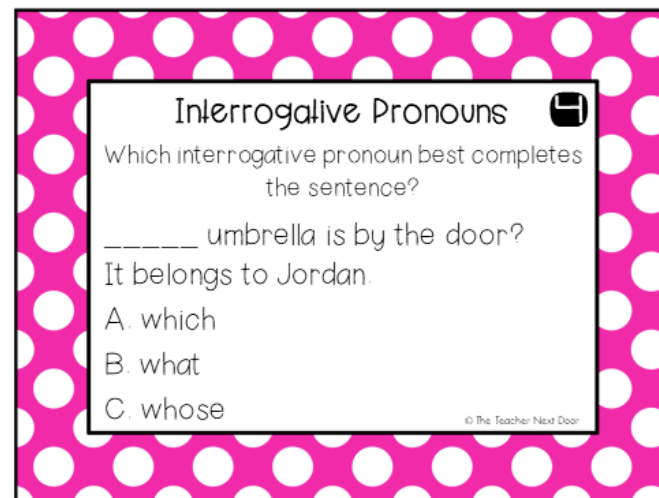 Interrogative Pronouns 4
Which interrogative pronoun best completes
the sentence?
_____ umbrella is by the door?
It belongs to Jordan.
A. which
B. what
C. whose
© The Teacher Next Door